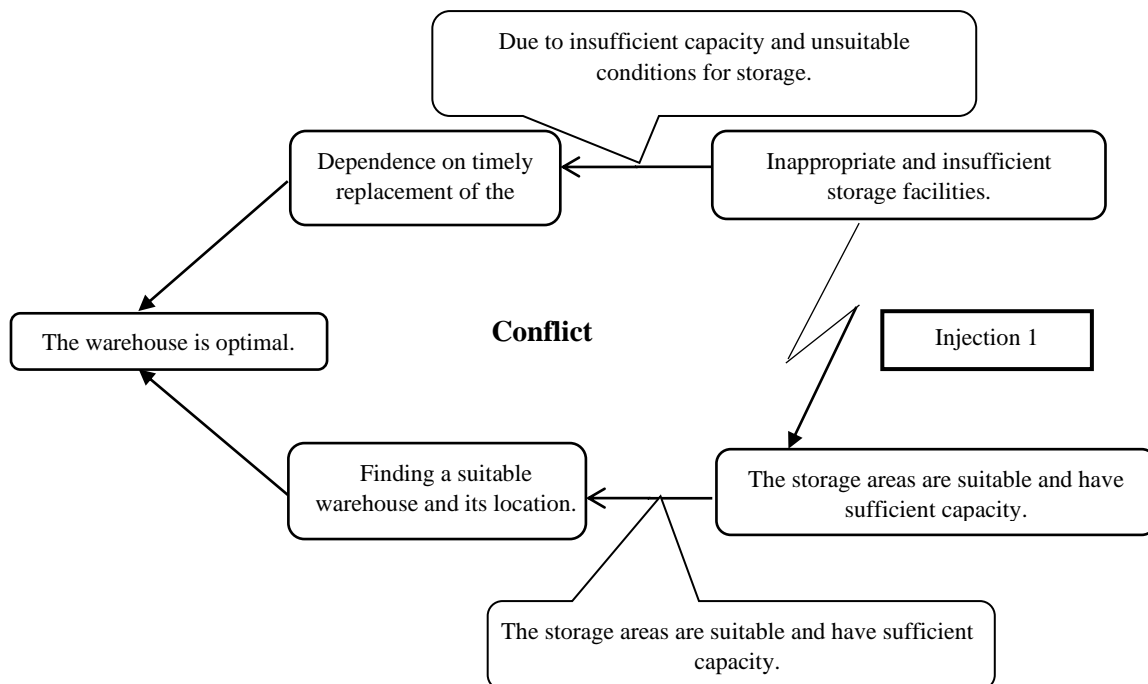 Due to insufficient capacity and unsuitable
conditions for storage.
Dependence on timely
replacement of the
Inappropriate and insufficient
storage facilities.
The warehouse is optimal.
Conflict
Injection 1
Finding a suitable
warehouse and its location.
The storage areas are suitable and have
sufficient capacity.
The storage areas are suitable and have sufficient
capacity.